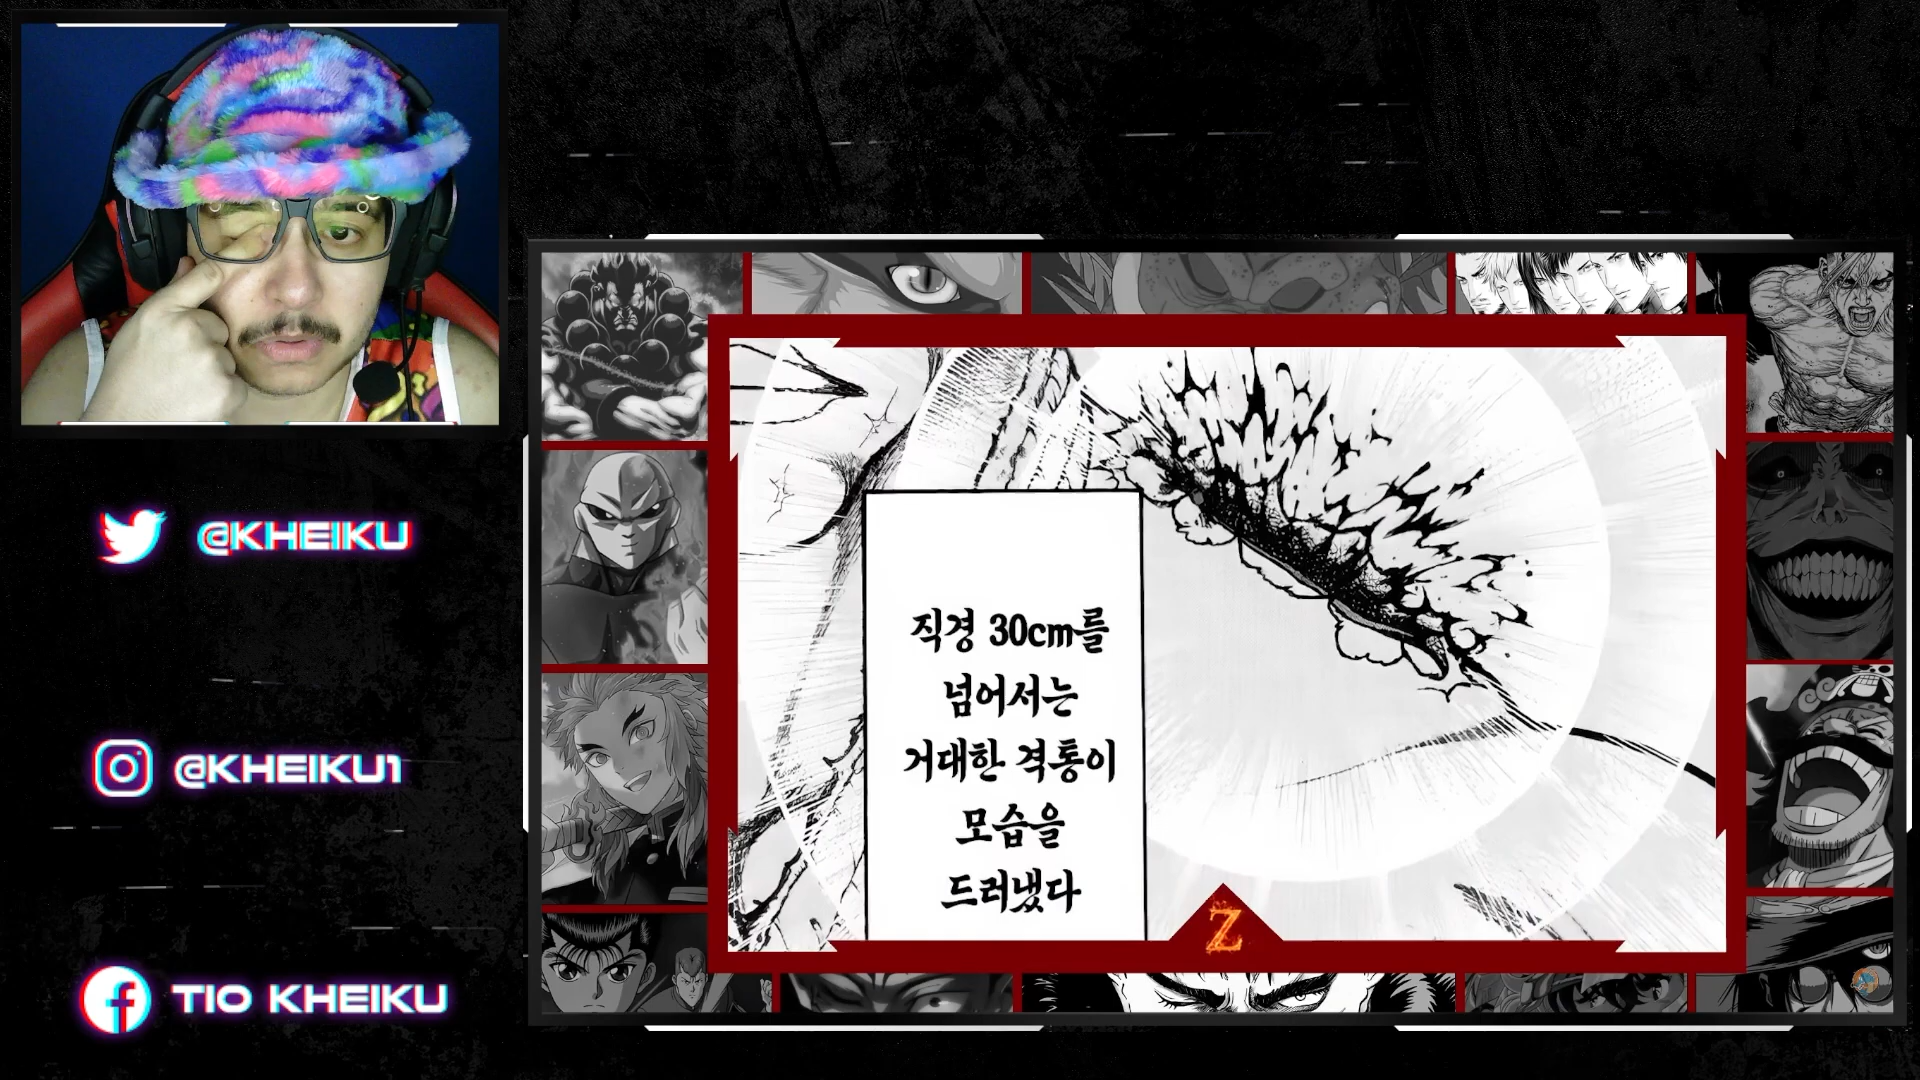 @KHEIKU
@KHEIKU1
TIO KHEIKU
직경 30cm를
넘어서는
거대한 격통이
모습을
드러냈다
Z